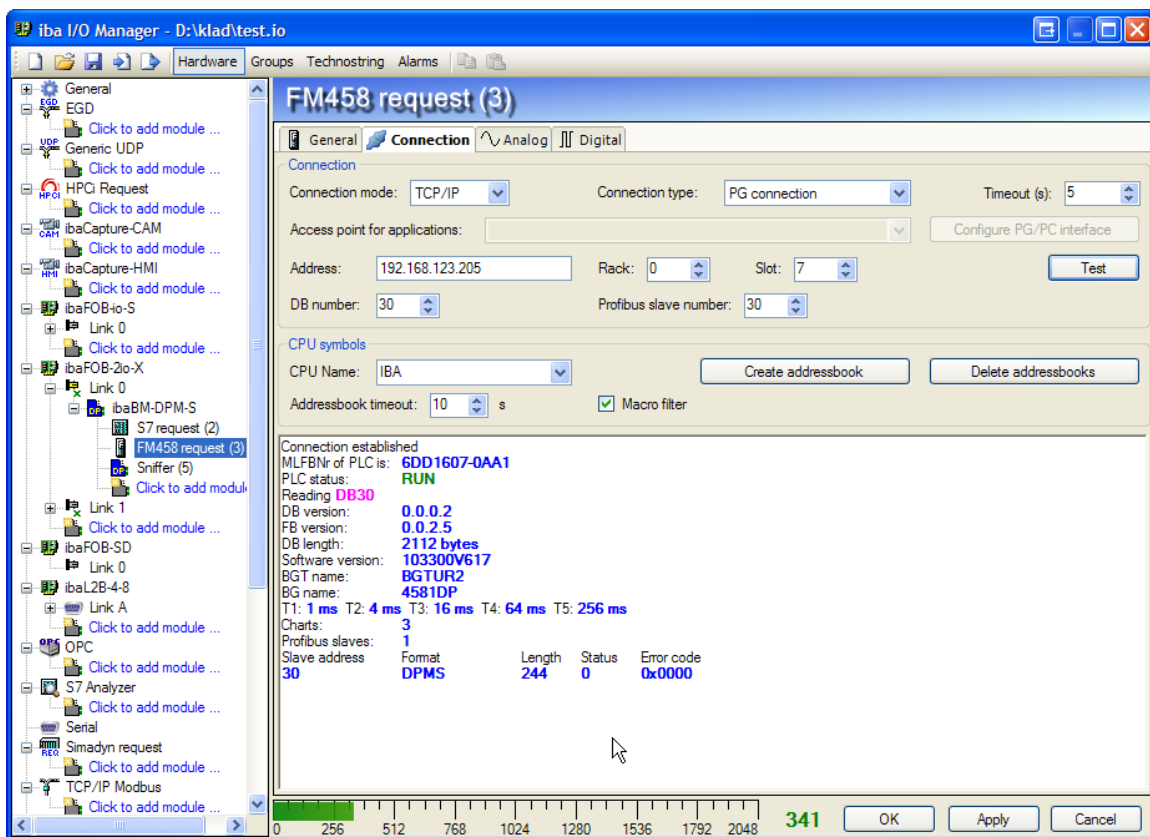 iba I/O Manager - D:\klad\test.io
Hardware Groups Technostring Alarms
General
EGD
EGD
Click to add module ...
UDP
Generic UDP
Click to add module ...
HPCi
HPCi Request
Click to add module ...
CAM
ibaCapture-CAM
Click to add module ...
HMI
ibaCapture-HMI
Click to add module ...
ibaFOB-io-S
Link 0
Click to add module ...
ibaFOB-2io-X
Link 0
DP
ibaBM-DPM-S
S7 request (2)
FM458 request (3)
DP
Sniffer (5)
Click to add modul
Link 1
Click to add module ...
ibaFOB-SD
Link 0
ibaL2B-4-8
Link A
Click to add module ...
OPC
OPC
Click to add module ...
S7 Analyzer
Click to add module ...
Serial
REQ
Simadyn request
Click to add module ...
TCP/IP Modbus
Click to add module ...
FM458 request (3)
General Connection Analog Digital
Connection
Connection mode: TCP/IP Connection type: PG connection Timeout (s): 5
Access point for applications: Configure PG/PC interface
Address: 192.168.123.205 Rack: 0 Slot: 7 Test
DB number: 30 Profibus slave number: 30
CPU symbols
CPU Name: IBA Create addressbook Delete addressbooks
Addressbook timeout: 10 s Macro filter
Connection established
MLFBNr of PLC is: 6DD1607-0AA1
PLC status: RUN
Reading DB30
DB version: 0.0.0.2
FB version: 0.0.2.5
DB length: 2112 bytes
Software version: 103300V617
BGT name: BGTUR2
BG name: 4581DP
T1: 1 ms T2: 4 ms T3: 16 ms T4: 64 ms T5: 256 ms
Charts: 3
Profibus slaves: 1
Slave address Format Length Status Error code
30 DPMS 244 0 0x0000
0 256 512 768 1024 1280 1536 1792 2048 341 OK Apply Cancel